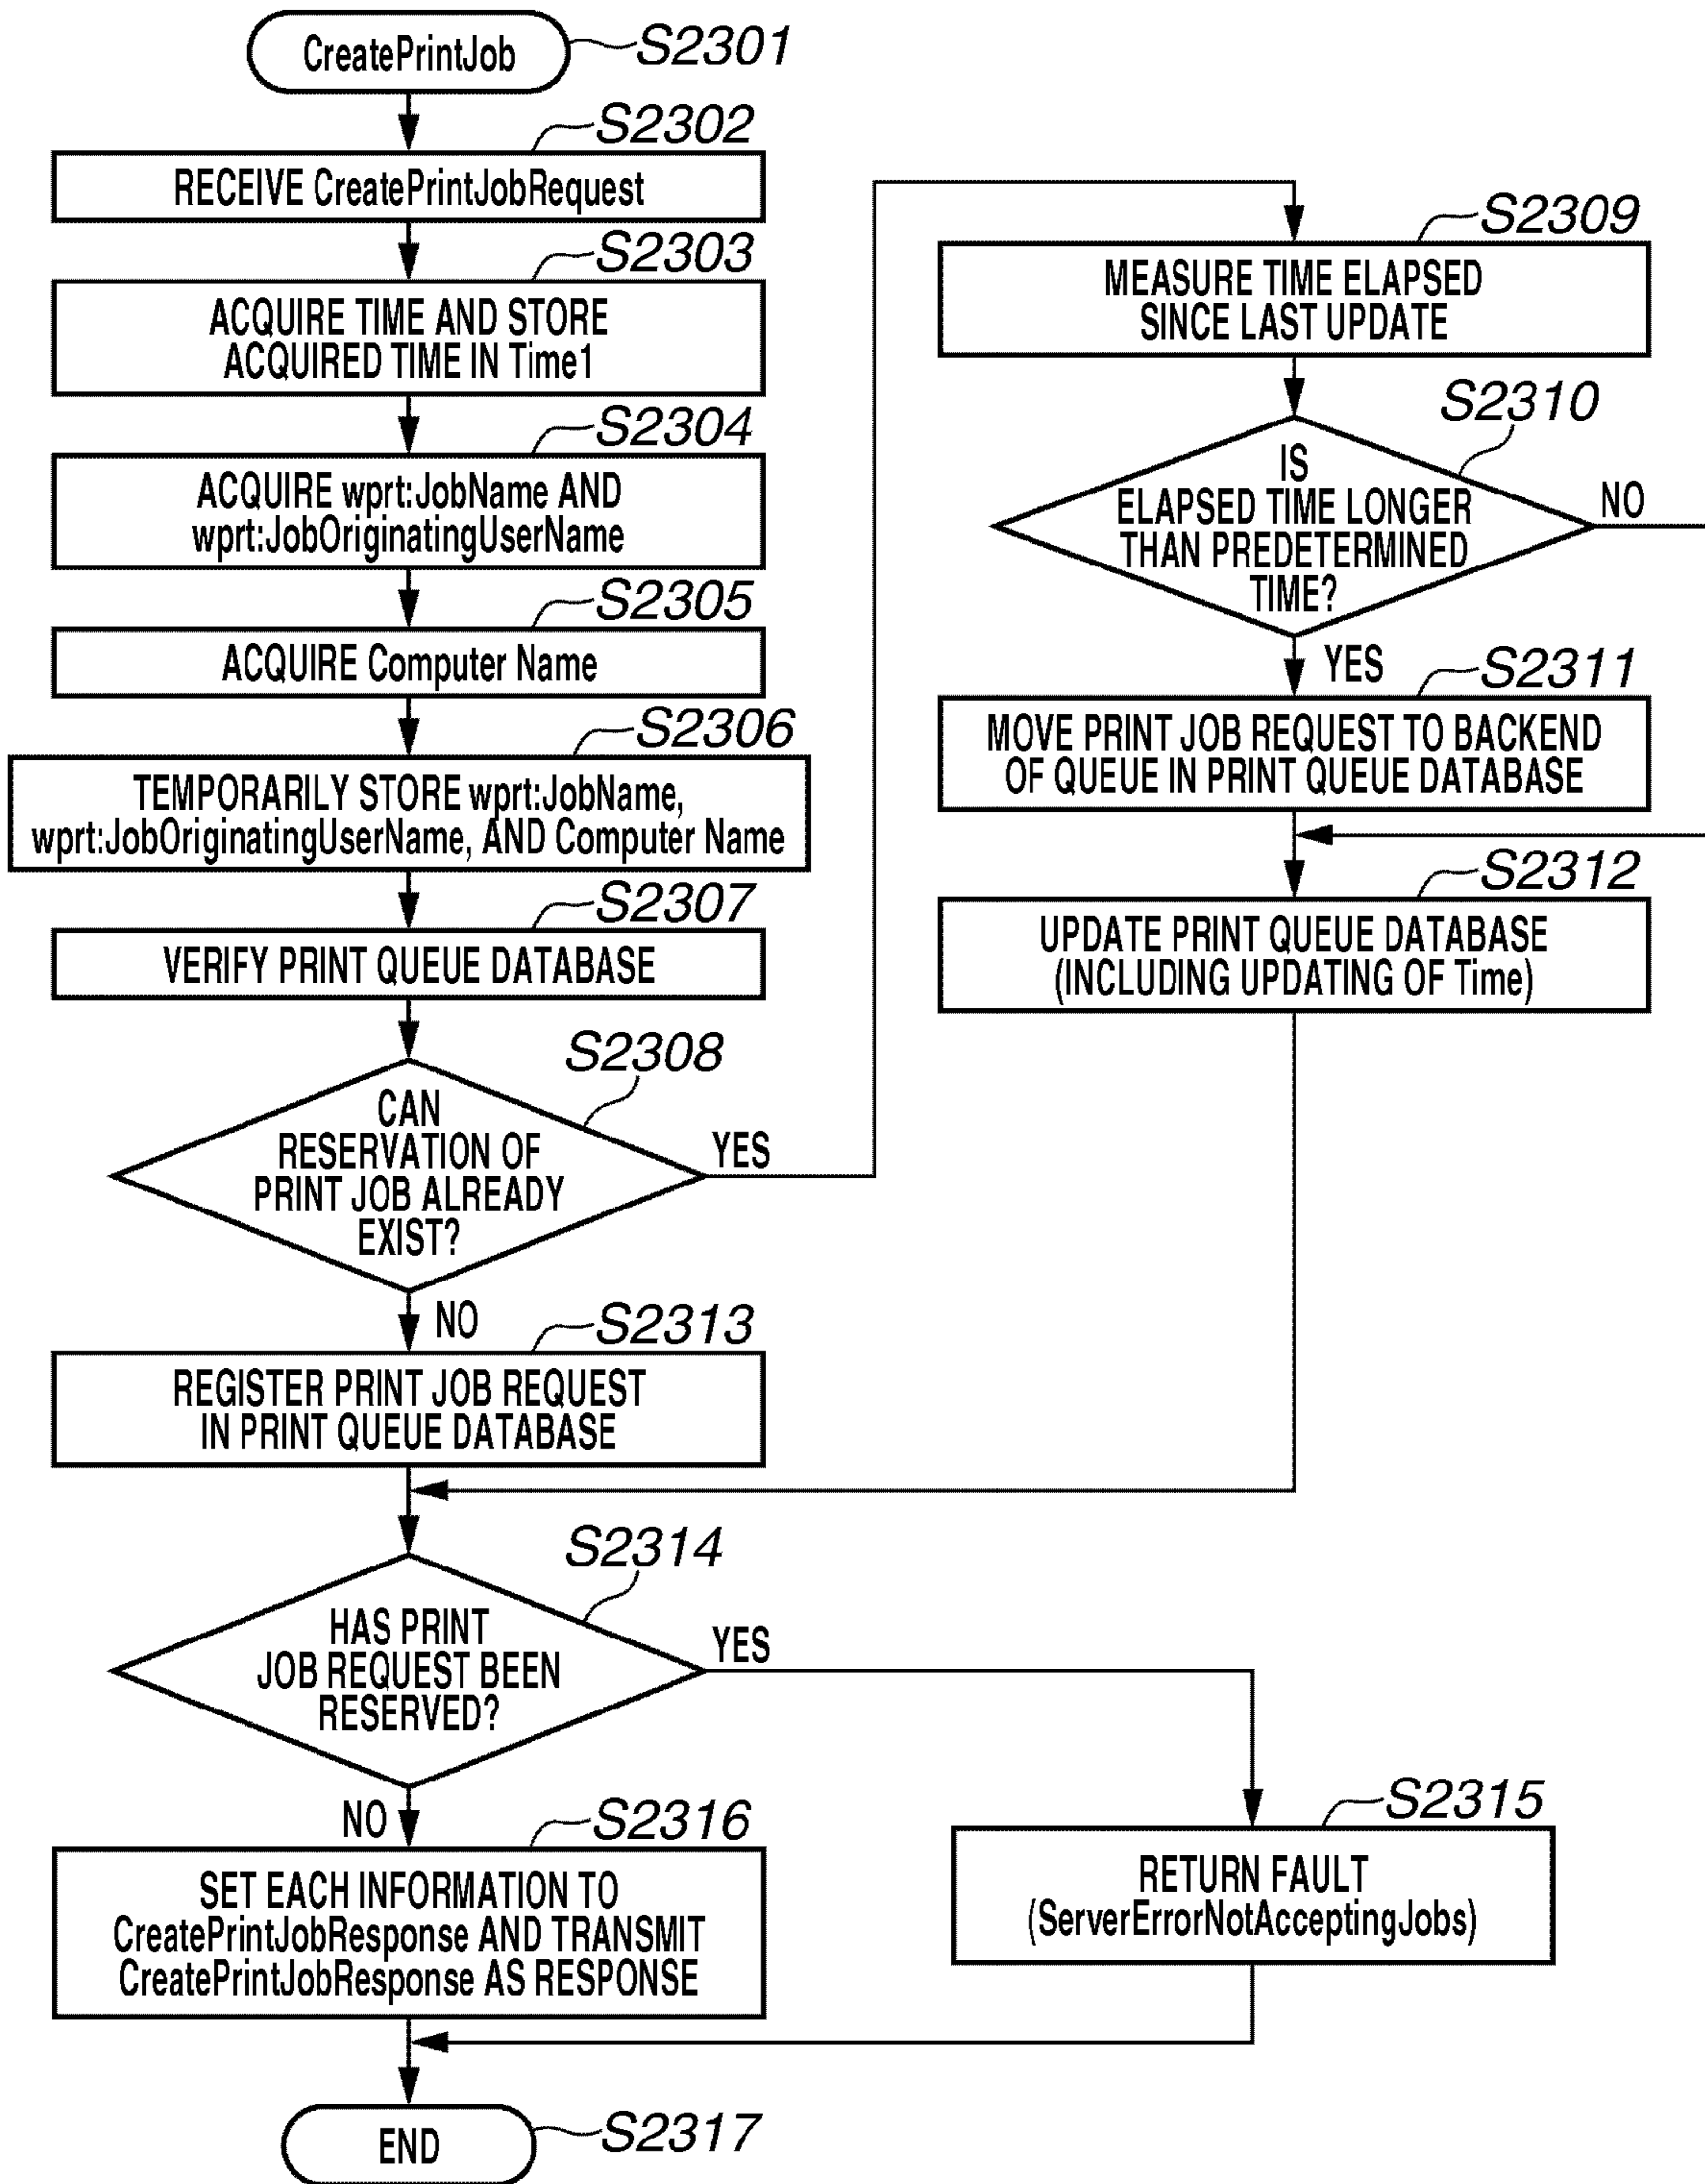 CreatePrintJob
S2301
S2302
RECEIVE CreatePrintJobRequest
S2303
ACQUIRE TIME AND STORE
ACQUIRED TIME IN Time1
S2304
ACQUIRE wprt:JobName AND
wprt:JobOriginatingUserName
S2305
ACQUIRE Computer Name
S2306
TEMPORARILY STORE wprt:JobName,
wprt:JobOriginatingUserName, AND Computer Name
S2307
VERIFY PRINT QUEUE DATABASE
S2308
CAN
RESERVATION OF
PRINT JOB ALREADY
EXIST?
YES
NO
S2309
MEASURE TIME ELAPSED
SINCE LAST UPDATE
S2310
IS
ELAPSED TIME LONGER
THAN PREDETERMINED
TIME?
NO
YES
S2311
MOVE PRINT JOB REQUEST TO BACKEND
OF QUEUE IN PRINT QUEUE DATABASE
S2312
UPDATE PRINT QUEUE DATABASE
(INCLUDING UPDATING OF Time)
S2313
REGISTER PRINT JOB REQUEST
IN PRINT QUEUE DATABASE
S2314
HAS PRINT
JOB REQUEST BEEN
RESERVED?
YES
NO
S2315
RETURN FAULT
(ServerErrorNotAcceptingJobs)
S2316
SET EACH INFORMATION TO
CreatePrintJobResponse AND TRANSMIT
CreatePrintJobResponse AS RESPONSE
END
S2317